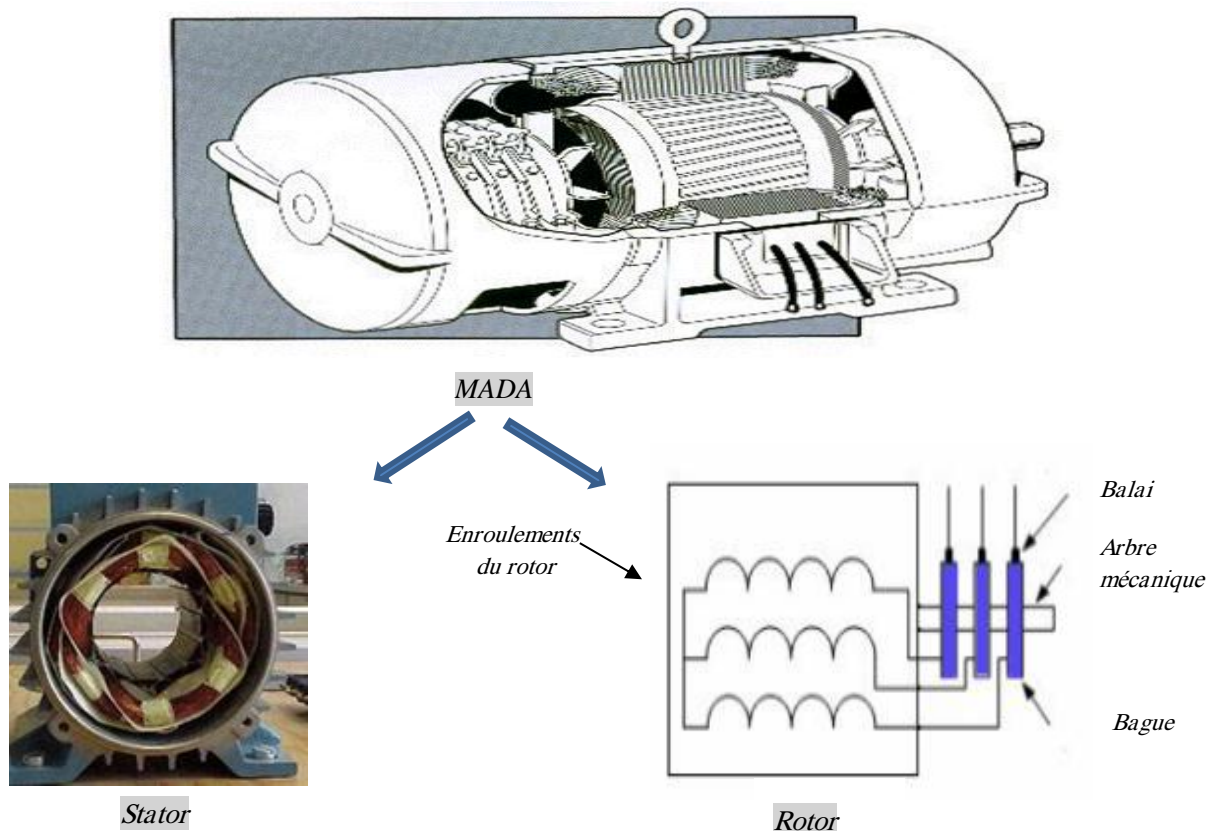 MADA
Enroulements
du rotor
Balai
Arbre
mécanique
Bague
Stator
Rotor